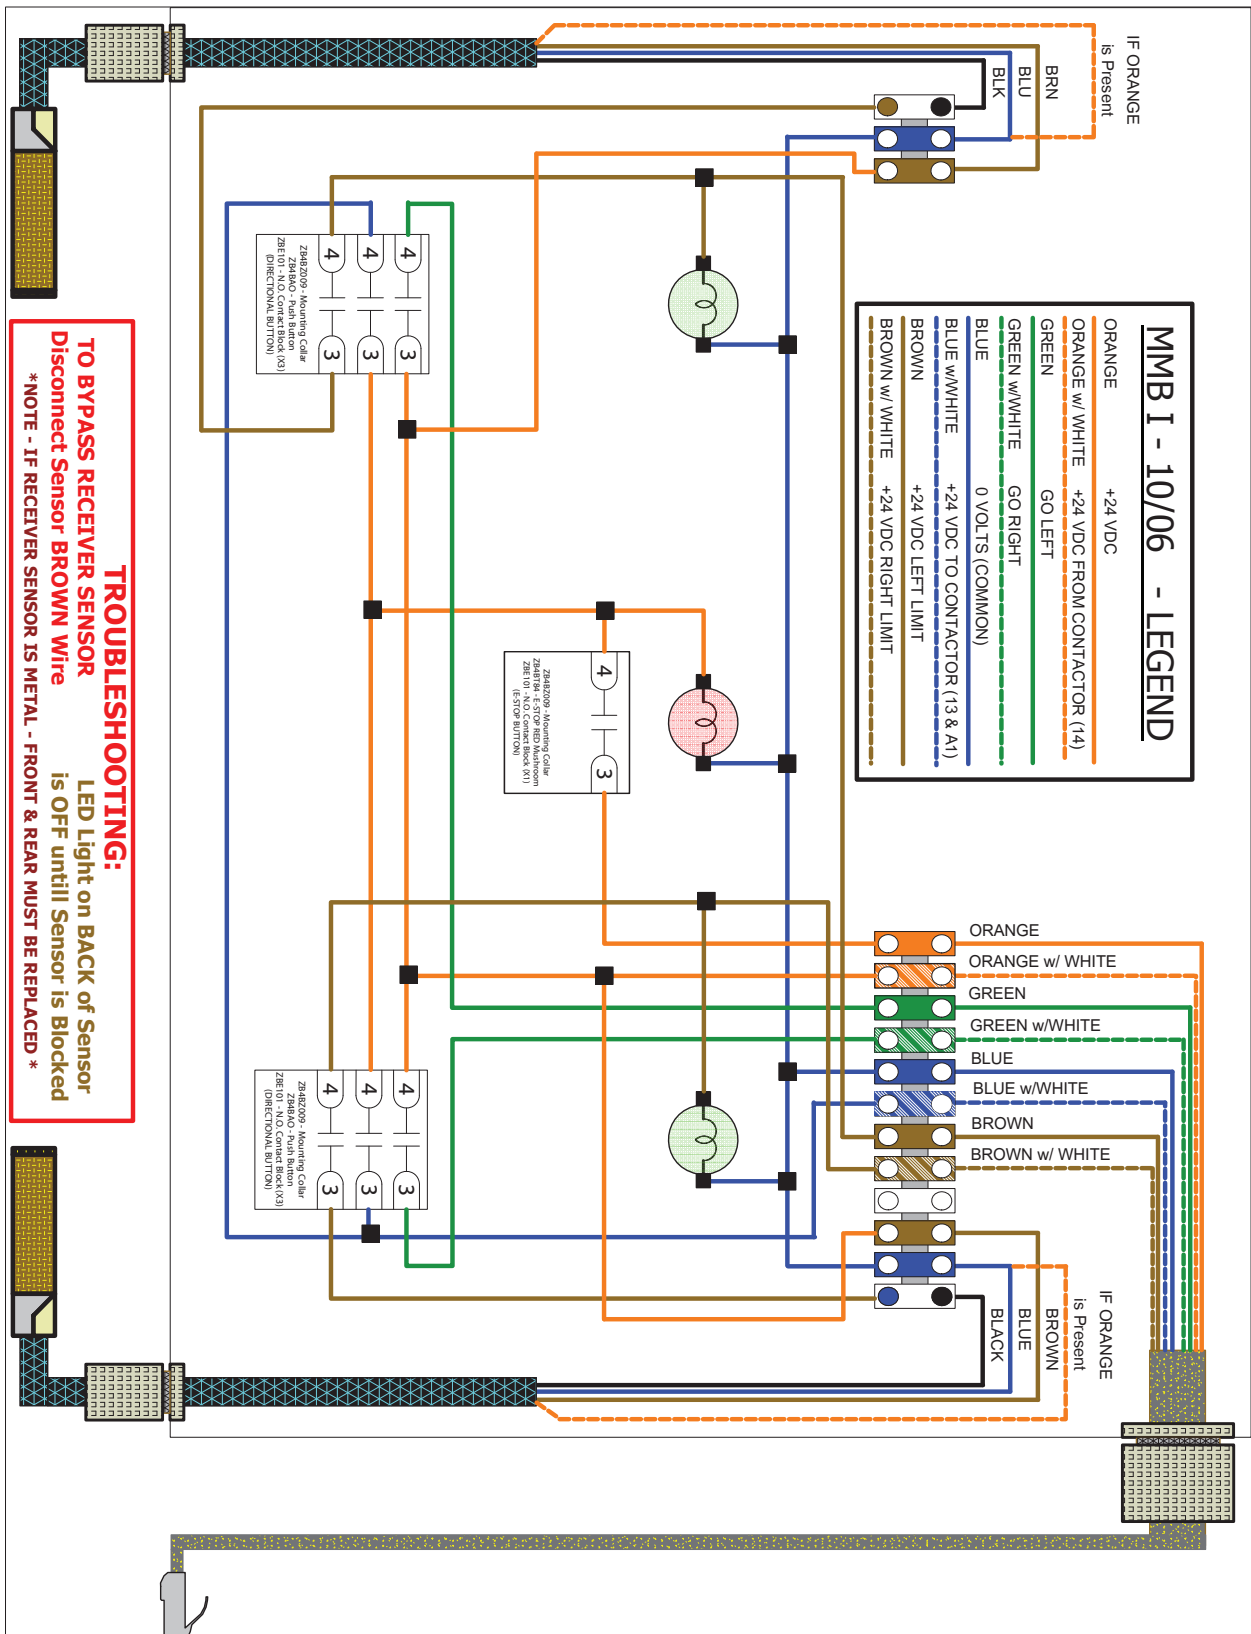 IF ORANGE
is Present
BRN
BLU
BLK
MMB I - 10/06 - LEGEND
ORANGE +24 VDC
ORANGE w/ WHITE +24 VDC FROM CONTACTOR (14)
GREEN GO LEFT
GREEN w/WHITE GO RIGHT
BLUE 0 VOLTS (COMMON)
BLUE w/WHITE +24 VDC TO CONTACTOR (13 & A1)
BROWN +24 VDC LEFT LIMIT
BROWN w/ WHITE +24 VDC RIGHT LIMIT
ORANGE
ORANGE w/ WHITE
GREEN
GREEN w/WHITE
BLUE
BLUE w/WHITE
BROWN
BROWN w/ WHITE
IF ORANGE
is Present
BROWN
BLUE
BLACK
4 3
4 3
4 3
ZB4BZ009 - Mounting Collar
ZB4BAO - Push Button
ZBE101 - N.O. Contact Block (X3)
(DIRECTIONAL BUTTON)
4 3
ZB4BZ009 - Mounting Collar
ZB4BT84 - E-STOP RED Mushroom
ZBE101 - N.O. Contact Block (X1)
(E-STOP BUTTON)
4 3
4 3
4 3
ZB4BZ009 - Mounting Collar
ZB4BAO - Push Button
ZBE101 - N.O. Contact Block (X3)
(DIRECTIONAL BUTTON)
TROUBLESHOOTING:
TO BYPASS RECEIVER SENSOR
Disconnect Sensor BROWN Wire
LED Light on BACK of Sensor
is OFF untill Sensor is Blocked
*NOTE - IF RECEIVER SENSOR IS METAL - FRONT & REAR MUST BE REPLACED *